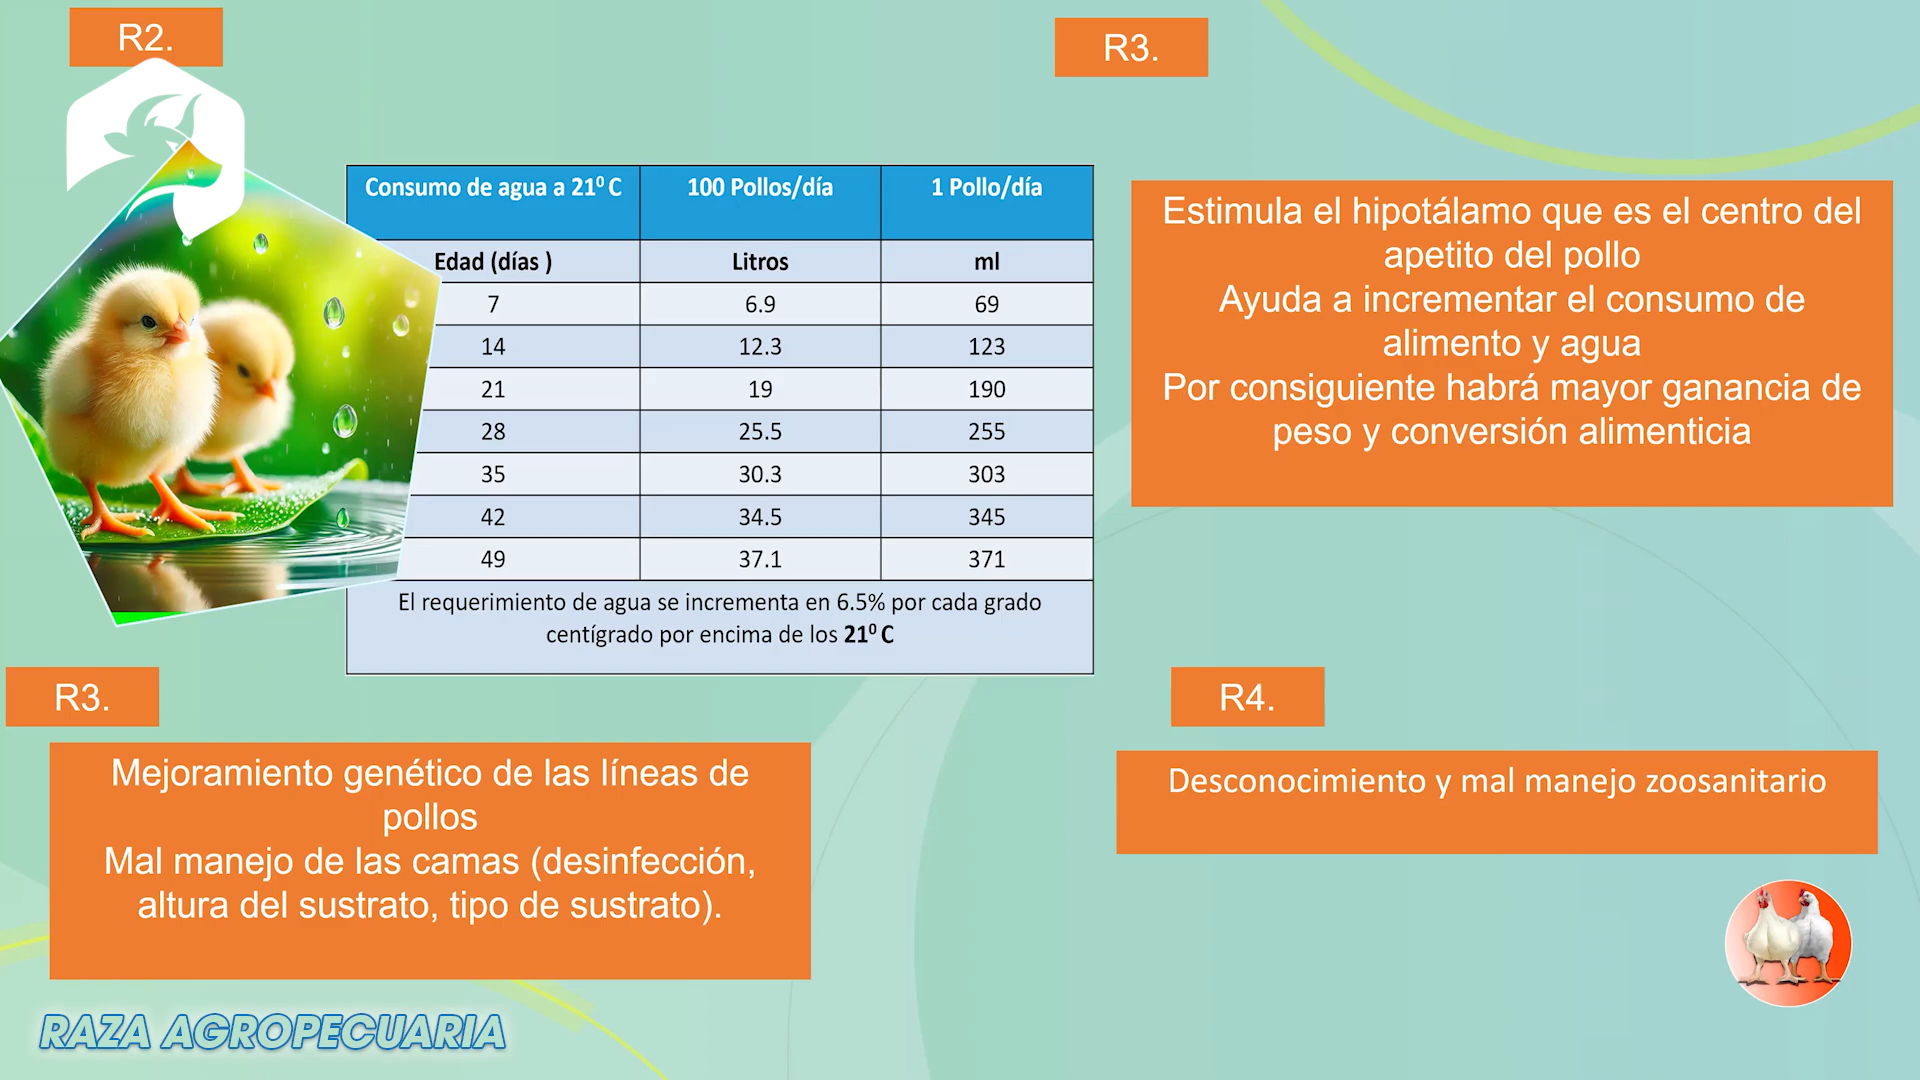 R2.
R3.
Consumo de agua a 21⁰ C 100 Pollos/día 1 Pollo/día
Edad (días ) Litros ml
7 6.9 69
14 12.3 123
21 19 190
28 25.5 255
35 30.3 303
42 34.5 345
49 37.1 371
El requerimiento de agua se incrementa en 6.5% por cada grado
centígrado por encima de los 21⁰ C
Estimula el hipotálamo que es el centro del
apetito del pollo
Ayuda a incrementar el consumo de
alimento y agua
Por consiguiente habrá mayor ganancia de
peso y conversión alimenticia
R3.
Mejoramiento genético de las líneas de
pollos
Mal manejo de las camas (desinfección,
altura del sustrato, tipo de sustrato).
R4.
Desconocimiento y mal manejo zoosanitario
RAZA AGROPECUARIA